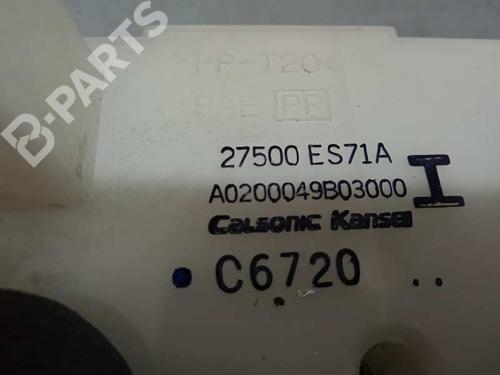 >PP-T20<
SAE PP
27500 ES71A
A0200049B03000 I
Calsonic Kansei
C6720 ..
B-PARTS